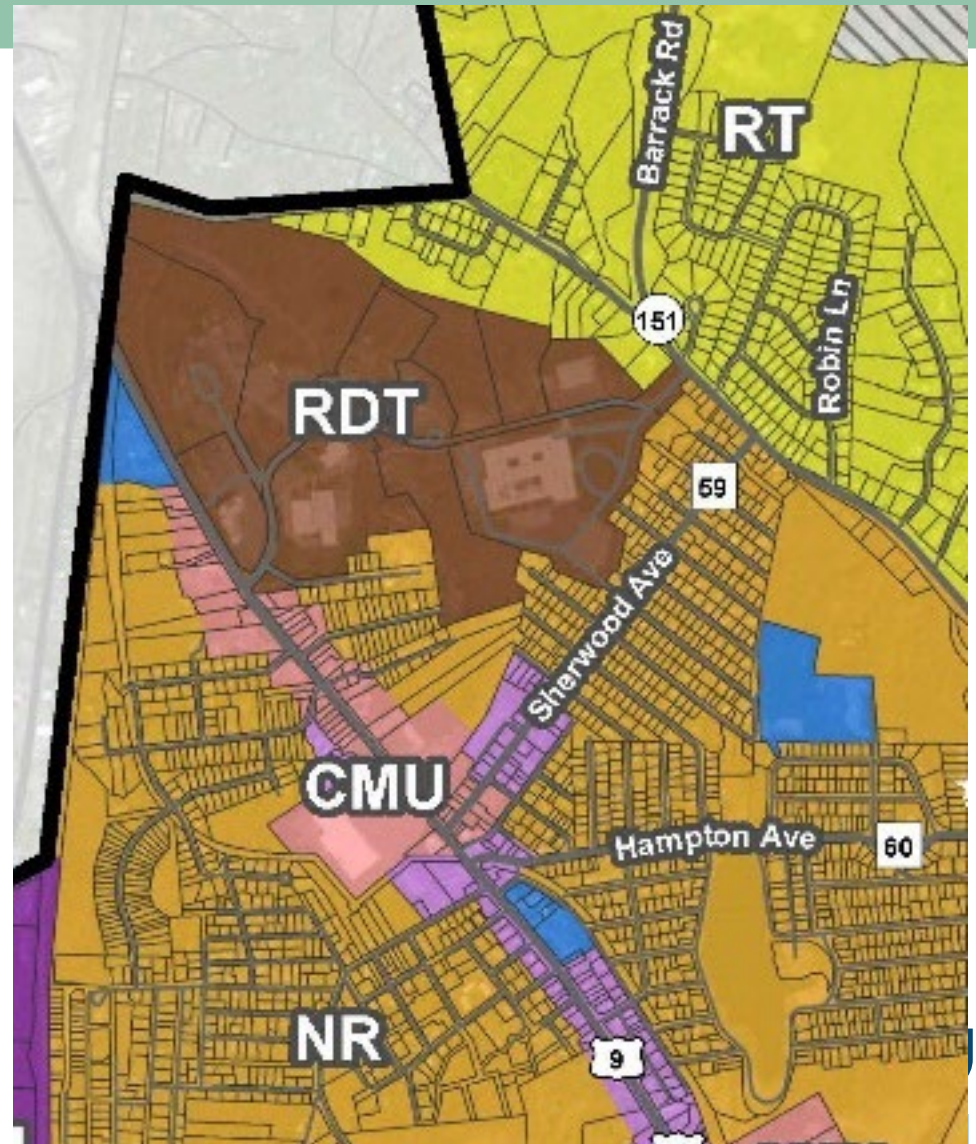 Barrack Rd
RT
151
Robin Ln
RDT
59
Sherwood Ave
CMU
Hampton Ave
60
NR
9